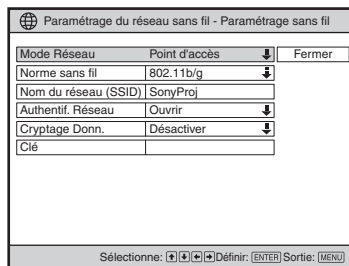 Paramétrage du réseau sans fil - Paramétrage sans fil
Mode Réseau Point d'accès Fermer
Norme sans fil 802.11b/g
Nom du réseau (SSID) SonyProj
Authentif. Réseau Ouvrir
Cryptage Donn. Désactiver
Clé
Sélectionne: Définir: ENTER Sortie: MENU